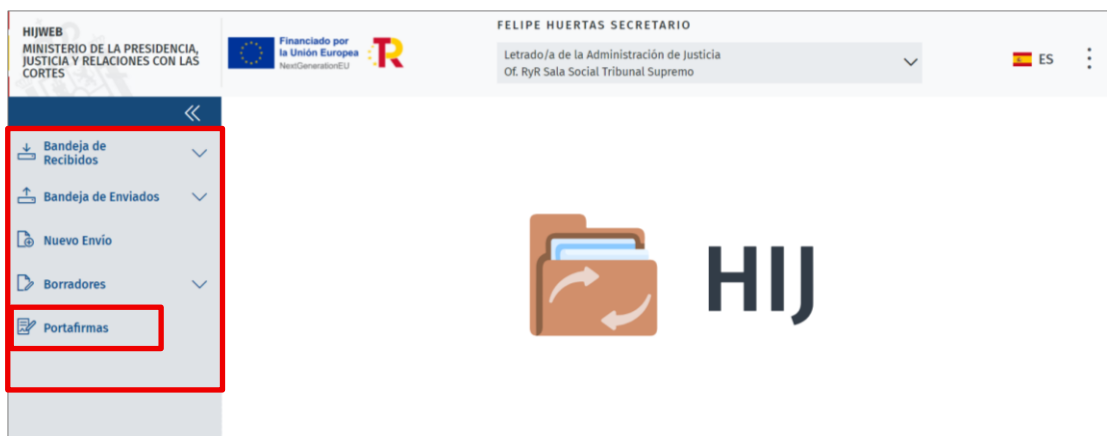 HIJWEB
MINISTERIO DE LA PRESIDENCIA,
JUSTICIA Y RELACIONES CON LAS
CORTES
Financiado por
la Unión Europea
NextGenerationEU
R
FELIPE HUERTAS SECRETARIO
Letrado/a de la Administración de Justicia
Of. RyR Sala Social Tribunal Supremo
ES
Bandeja de
Recibidos
Bandeja de Enviados
Nuevo Envío
Borradores
Portafirmas
HIJ